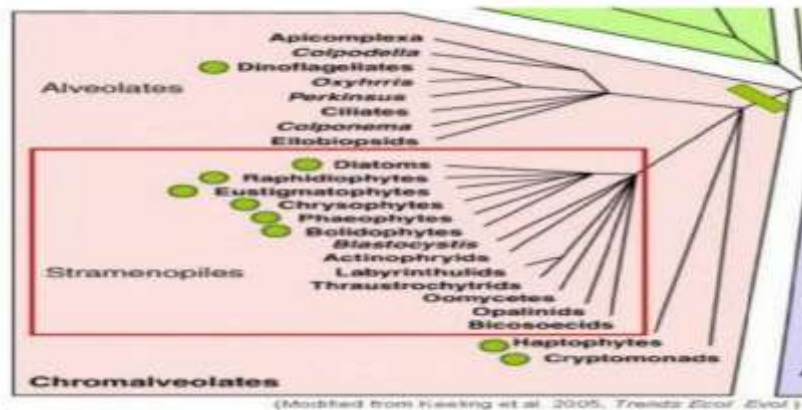 Apicomplexa
Colpodella
Dinoflagellates
Oxyhrris
Alveolates
Perkinsus
Ciliates
Colponema
Ellobiopsids
Diatoms
Raphidiophytes
Eustigmatophytes
Chrysophytes
Phaeophytes
Bolidophytes
Blastocystis
Actinophryids
Stramenopiles
Labyrinthulids
Thraustrochytrids
Oomycetes
Opalinids
Bicosoecids
Haptophytes
Cryptomonads
Chromalveolates
(Modified from Keeling et al. 2005, Trends Ecol Evol)